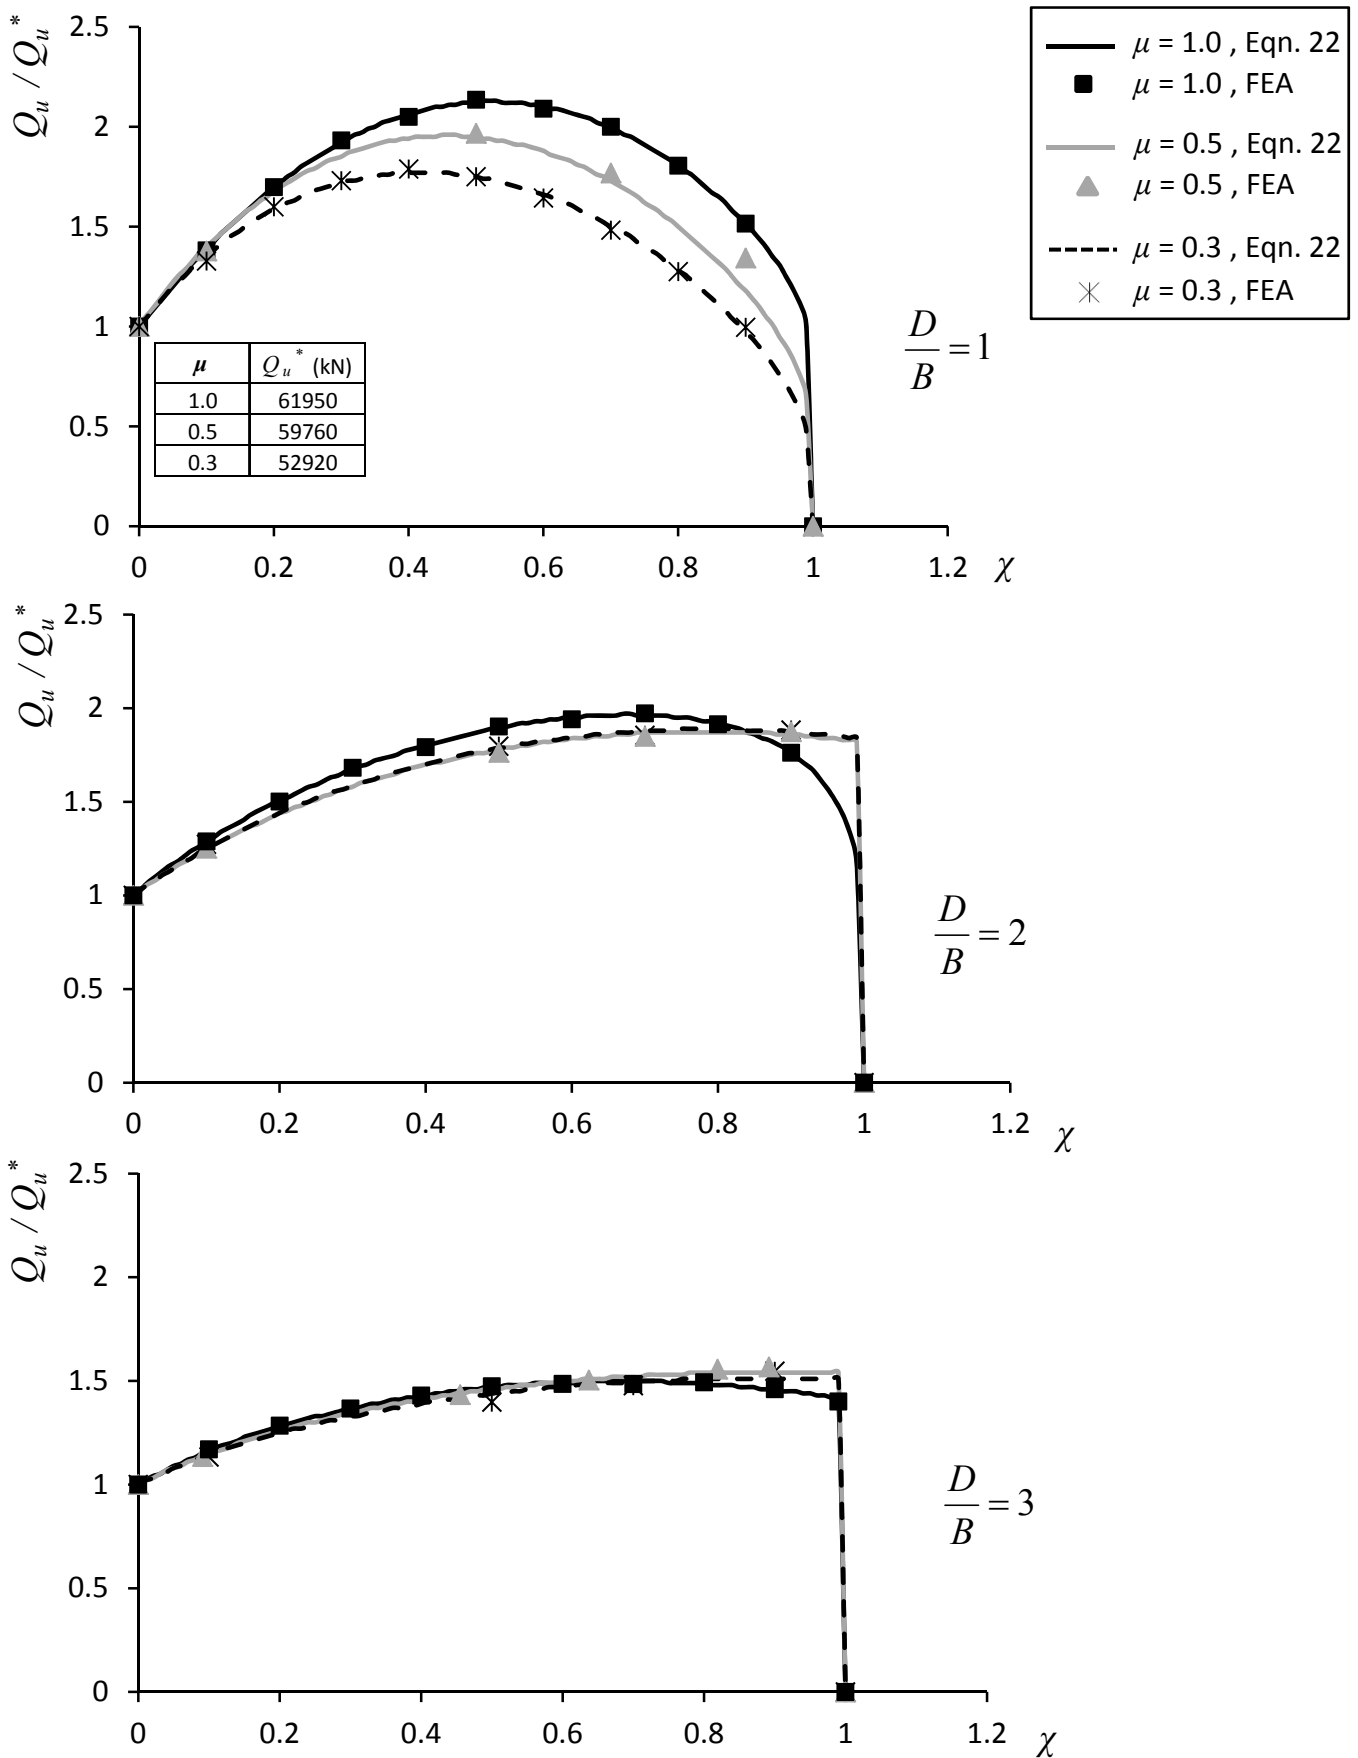 Q_u / Q_u^*
2.5
2
1.5
1
0.5
0
0 0.2 0.4 0.6 0.8 1 1.2 χ
μ Q_u^* (kN)
1.0 61950
0.5 59760
0.3 52920
D/B = 1
μ = 1.0 , Eqn. 22
μ = 1.0 , FEA
μ = 0.5 , Eqn. 22
μ = 0.5 , FEA
μ = 0.3 , Eqn. 22
μ = 0.3 , FEA
Q_u / Q_u^*
2.5
2
1.5
1
0.5
0
0 0.2 0.4 0.6 0.8 1 1.2 χ
D/B = 2
Q_u / Q_u^*
2.5
2
1.5
1
0.5
0
0 0.2 0.4 0.6 0.8 1 1.2 χ
D/B = 3